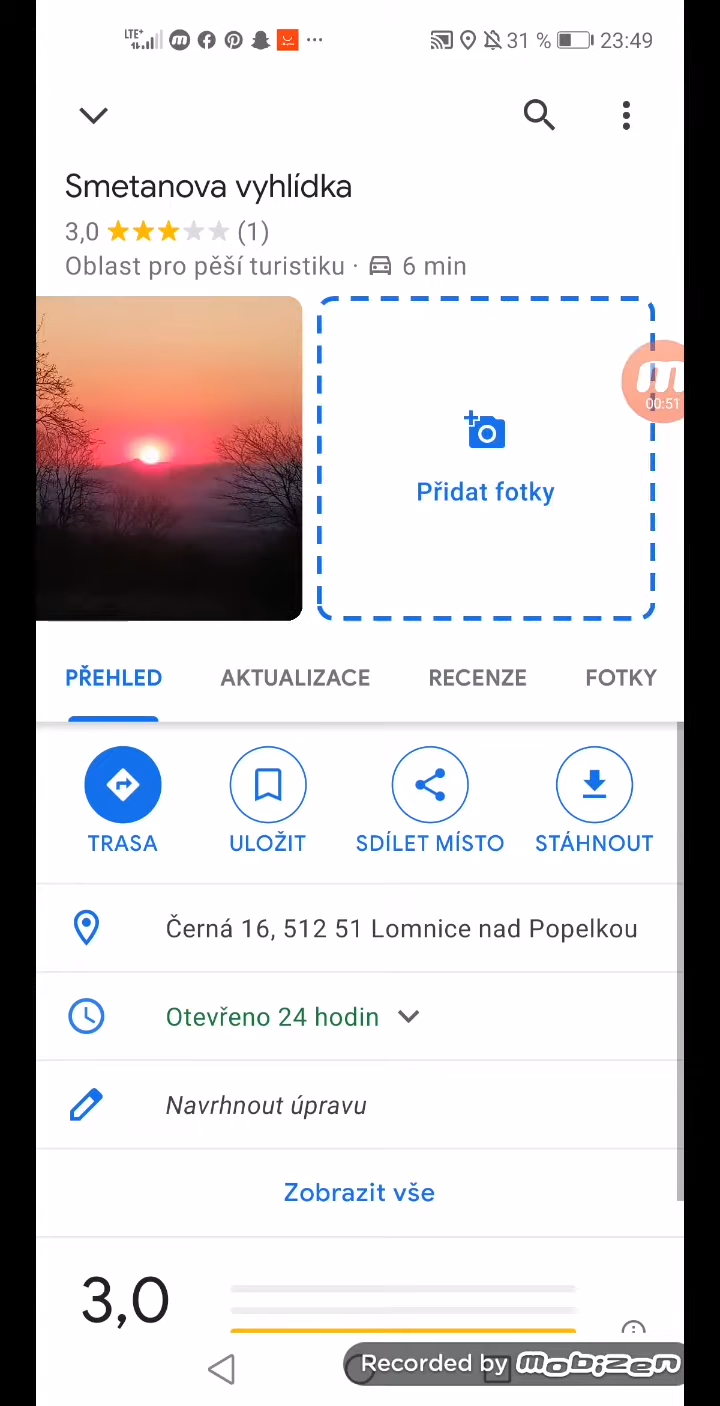 LTE+ 31 % 23:49
Smetanova vyhlídka
3,0 (1)
Oblast pro pěší turistiku · 6 min
m
00:51
Přidat fotky
PŘEHLED AKTUALIZACE RECENZE FOTKY
TRASA ULOŽIT SDÍLET MÍSTO STÁHNOUT
Černá 16, 512 51 Lomnice nad Popelkou
Otevřeno 24 hodin
Navrhnout úpravu
Zobrazit vše
3,0
Recorded by mobizen